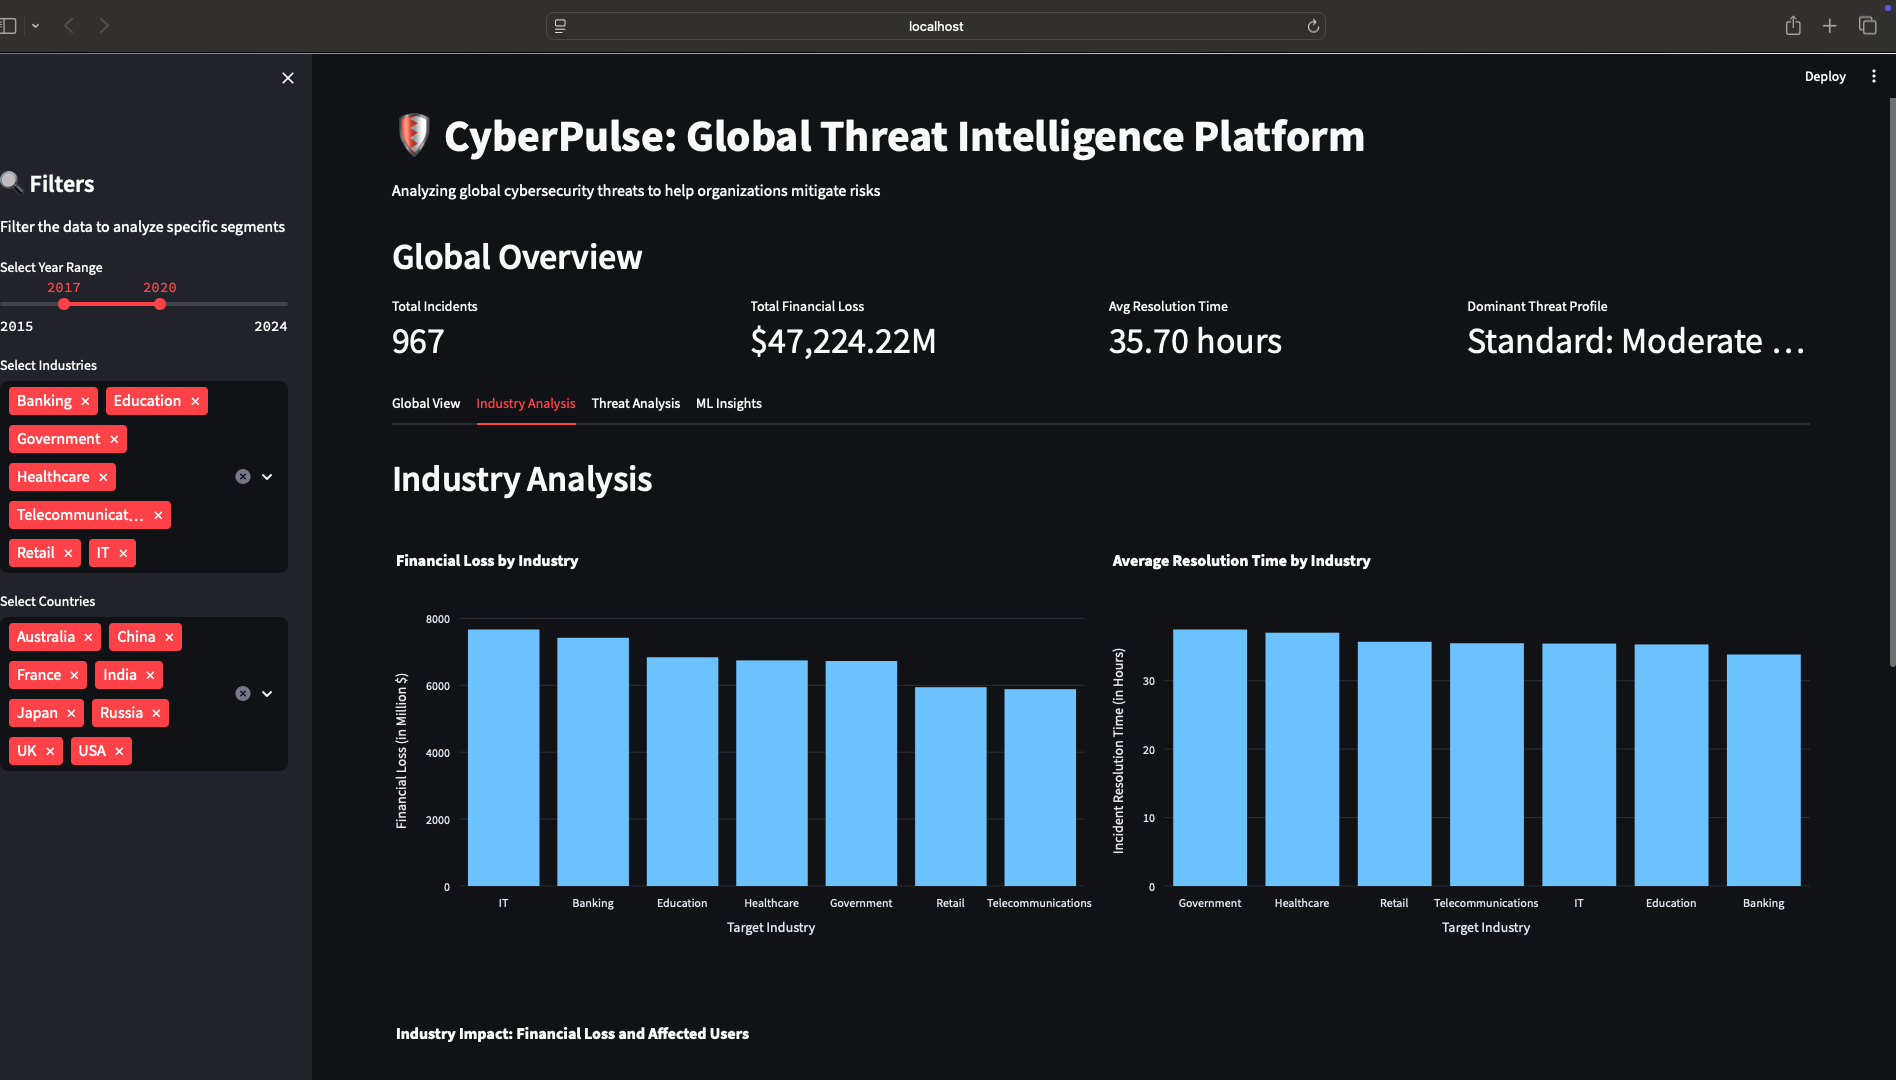 localhost
Deploy
CyberPulse: Global Threat Intelligence Platform
Analyzing global cybersecurity threats to help organizations mitigate risks
Filters
Filter the data to analyze specific segments
Select Year Range
2017 2020
2015 2024
Select Industries
Banking Education
Government
Healthcare
Telecommunicat...
Retail IT
Select Countries
Australia China
France India
Japan Russia
UK USA
Global Overview
Total Incidents
967
Total Financial Loss
$47,224.22M
Avg Resolution Time
35.70 hours
Dominant Threat Profile
Standard: Moderate ...
Global View Industry Analysis Threat Analysis ML Insights
Industry Analysis
Financial Loss by Industry
Financial Loss (in Million $)
8000
6000
4000
2000
0
IT Banking Education Healthcare Government Retail Telecommunications
Target Industry
Average Resolution Time by Industry
Incident Resolution Time (in Hours)
30
20
10
0
Government Healthcare Retail Telecommunications IT Education Banking
Target Industry
Industry Impact: Financial Loss and Affected Users